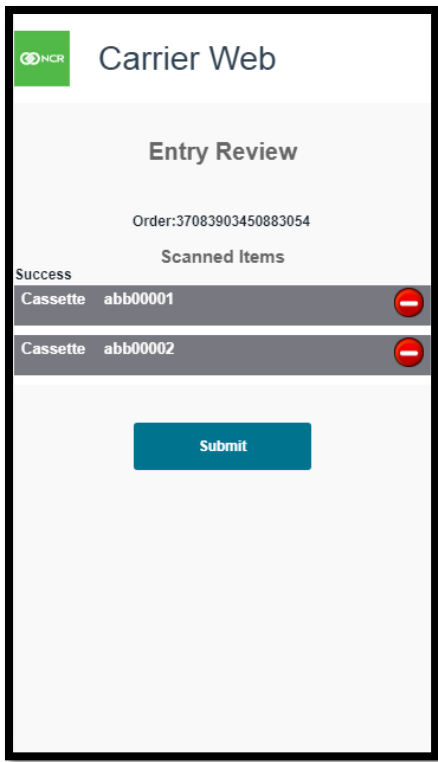 NCR Carrier Web
Entry Review
Order:37083903450883054
Scanned Items
Success
Cassette abb00001
Cassette abb00002
Submit